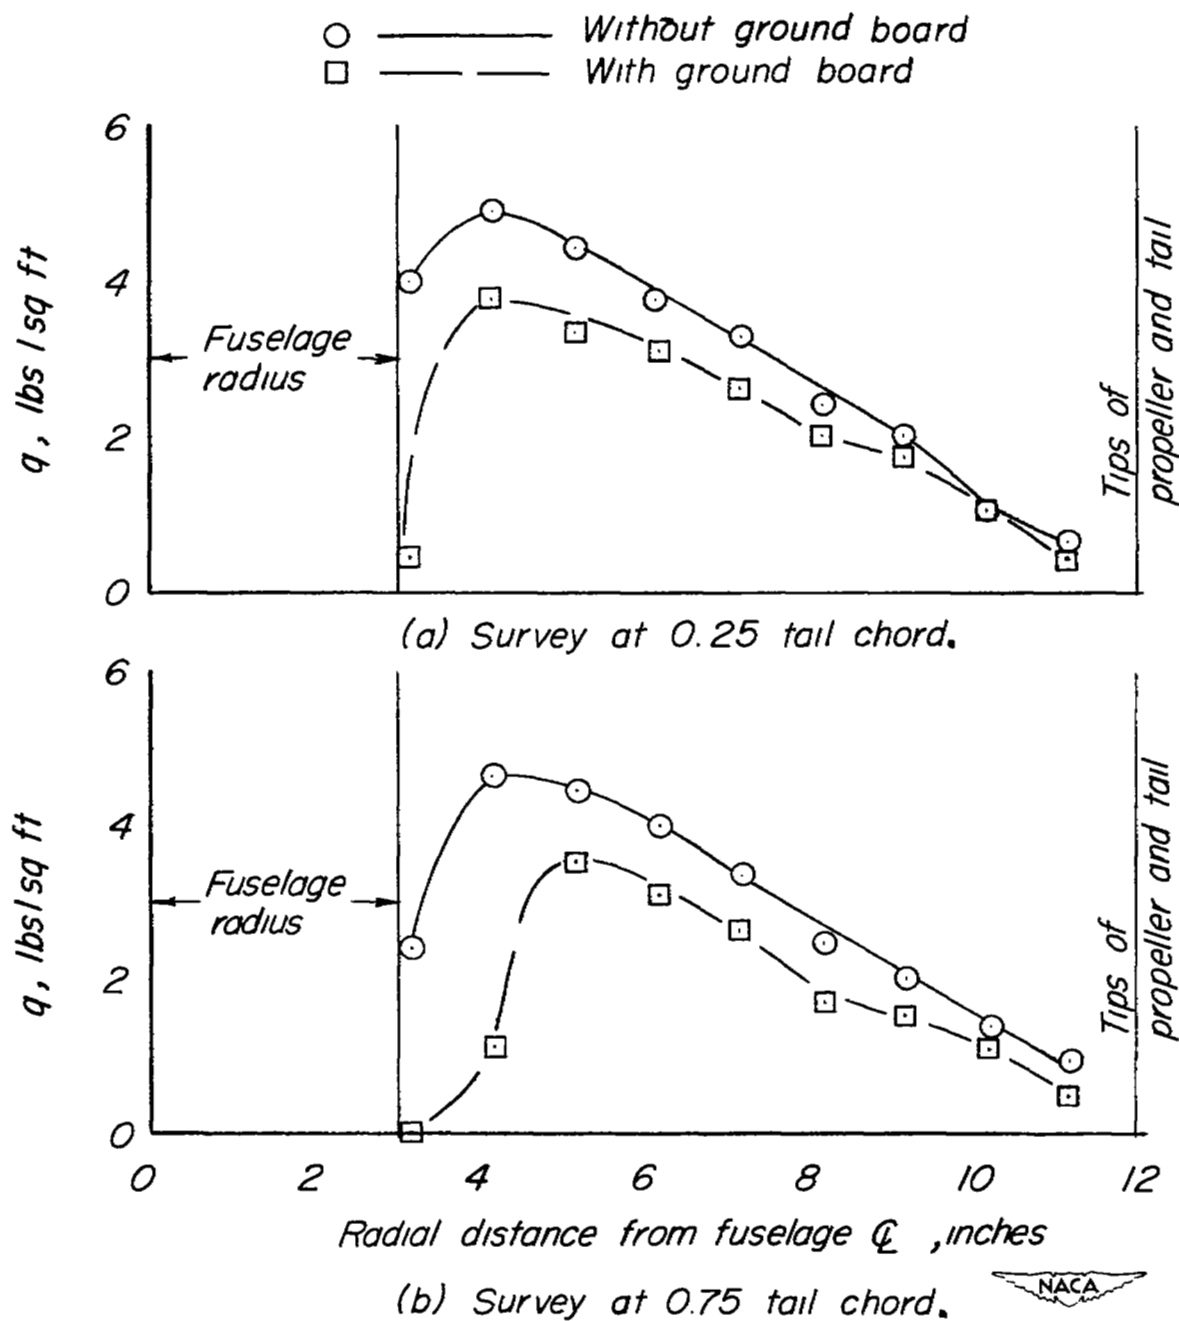 Without ground board
With ground board
6
4
2
0
q, lbs/sq ft
Fuselage
radius
Tips of
propeller and tail
(a) Survey at 0.25 tail chord.
6
4
2
0
q, lbs/sq ft
Fuselage
radius
Tips of
propeller and tail
0 2 4 6 8 10 12
Radial distance from fuselage ℄, inches
(b) Survey at 0.75 tail chord.
NACA